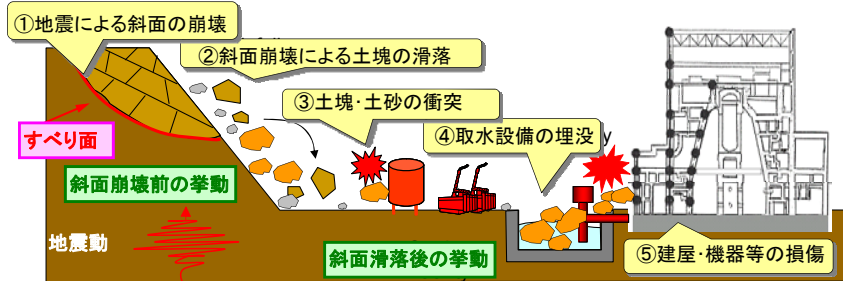 ①地震による斜面の崩壊
②斜面崩壊による土塊の滑落
③土塊・土砂の衝突
④取水設備の埋没
すべり面
斜面崩壊前の挙動
地震動
斜面滑落後の挙動
⑤建屋・機器等の損傷